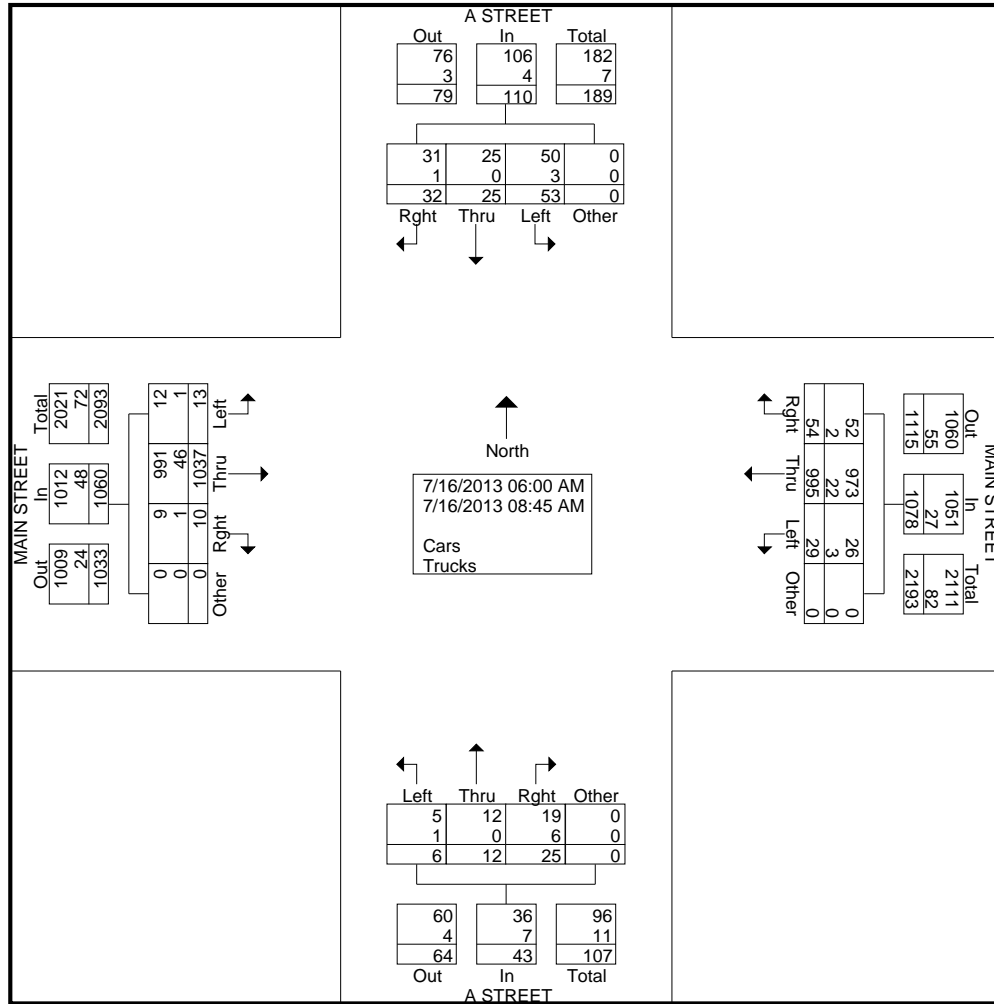 A STREET
Out In Total
76 106 182
3 4 7
79 110 189
31 25 50 0
1 0 3 0
32 25 53 0
Rght Thru Left Other
MAIN STREET
Total In Out
2021 1012 1009
72 48 24
2093 1060 1033
12 991 9 0
1 46 1 0
13 1037 10 0
Left Thru Rght Other
North
7/16/2013 06:00 AM
7/16/2013 08:45 AM
Cars
Trucks
MAIN STREET
Out In Total
1060 1051 2111
55 27 82
1115 1078 2193
52 973 26 0
2 22 3 0
54 995 29 0
Rght Thru Left Other
Left Thru Rght Other
5 12 19 0
1 0 6 0
6 12 25 0
60 36 96
4 7 11
64 43 107
Out In Total
A STREET